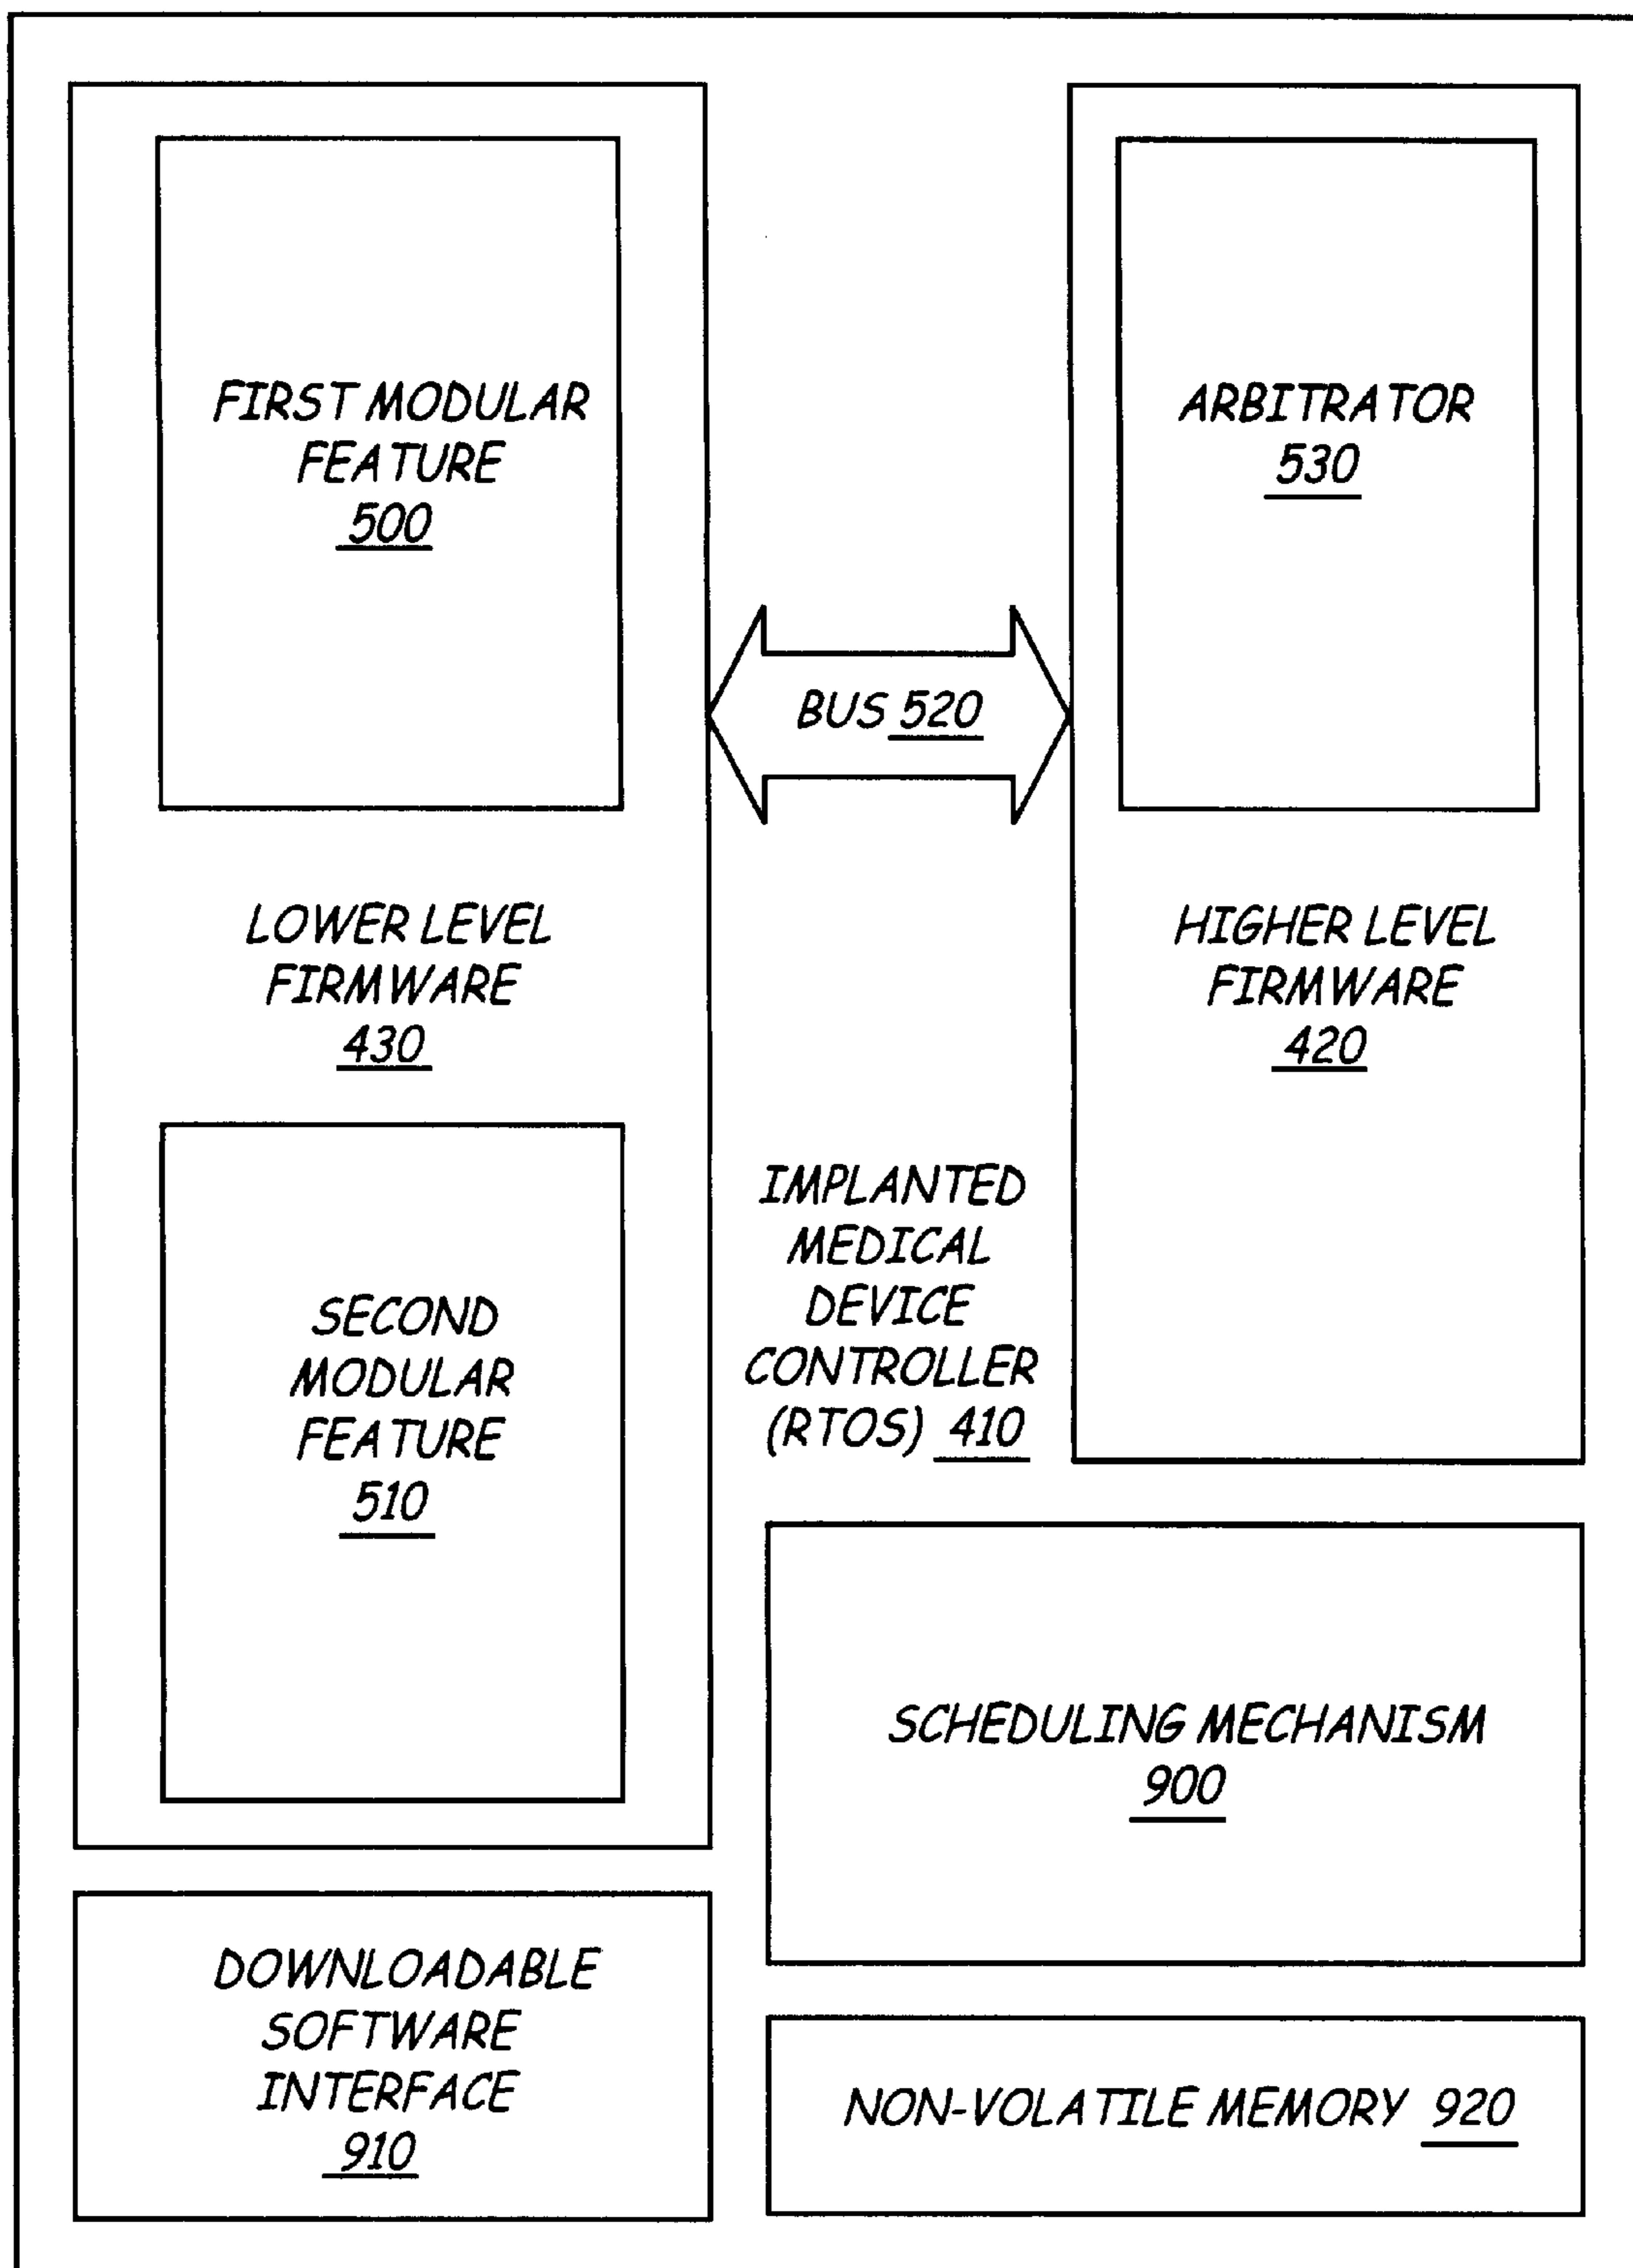 FIRST MODULAR
FEATURE
500
ARBITRATOR
530
BUS 520
LOWER LEVEL
FIRMWARE
430
HIGHER LEVEL
FIRMWARE
420
IMPLANTED
MEDICAL
DEVICE
CONTROLLER
(RTOS) 410
SECOND
MODULAR
FEATURE
510
SCHEDULING MECHANISM
900
DOWNLOADABLE
SOFTWARE
INTERFACE
910
NON-VOLATILE MEMORY 920